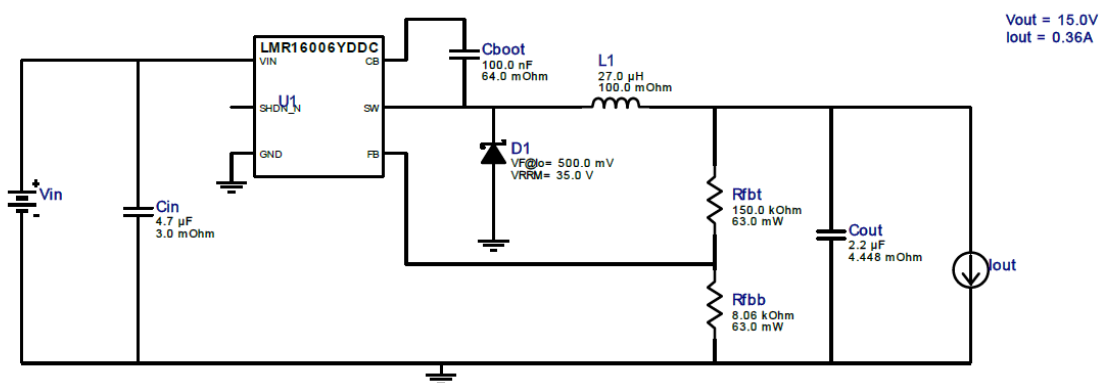 Vout = 15.0V
Iout = 0.36A
LMR16006YDDC
VIN
CB
SHDN_N
U1
SW
GND
FB
Cboot
100.0 nF
64.0 mOhm
L1
27.0 µH
100.0 mOhm
D1
VF@Io= 500.0 mV
VRRM= 35.0 V
Vin
Cin
4.7 µF
3.0 mOhm
Rfbt
150.0 kOhm
63.0 mW
Cout
2.2 µF
4.448 mOhm
Iout
Rfbb
8.06 kOhm
63.0 mW